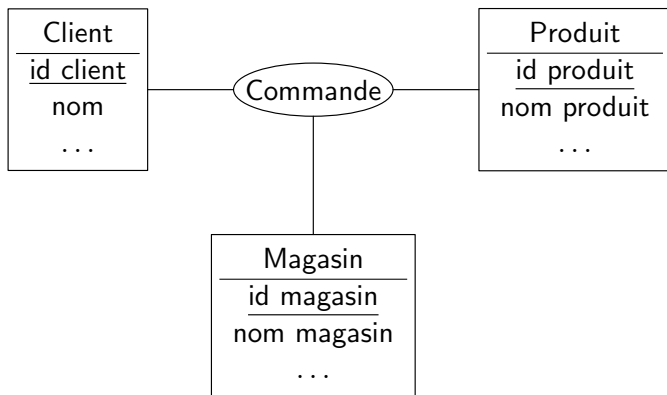 Client
id client
nom
. . .
Commande
Produit
id produit
nom produit
. . .
Magasin
id magasin
nom magasin
. . .